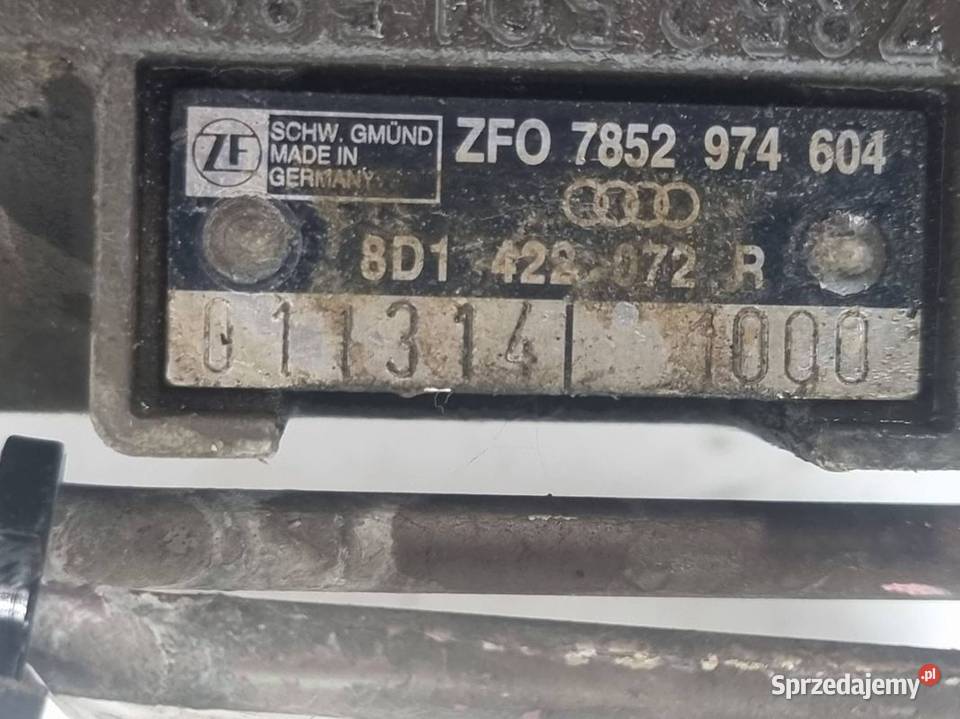 ZF
SCHW. GMÜND
MADE IN
GERMANY
ZFO 7852 974 604
8D1 422 072 R
011314 1000
Sprzedajemy.pl